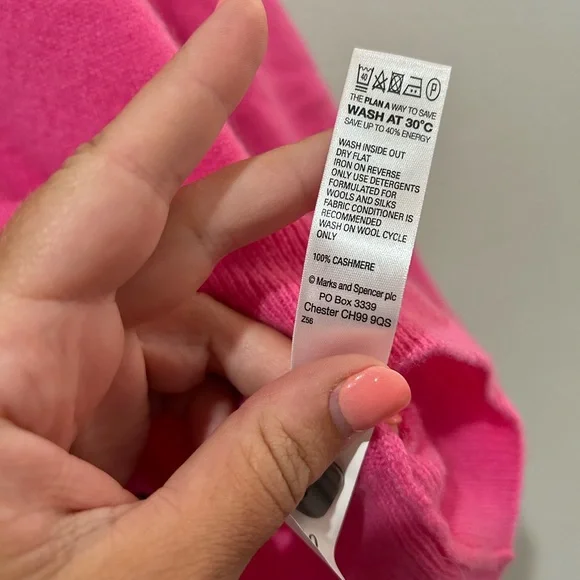 40 P
THE PLAN A WAY TO SAVE
WASH AT 30°C
SAVE UP TO 40% ENERGY
WASH INSIDE OUT
DRY FLAT
IRON ON REVERSE
ONLY USE DETERGENTS
FORMULATED FOR
WOOLS AND SILKS
FABRIC CONDITIONER IS
RECOMMENDED
WASH ON WOOL CYCLE
ONLY
100% CASHMERE
© Marks and Spencer plc
PO Box 3339
Chester CH99 9QS
Z56